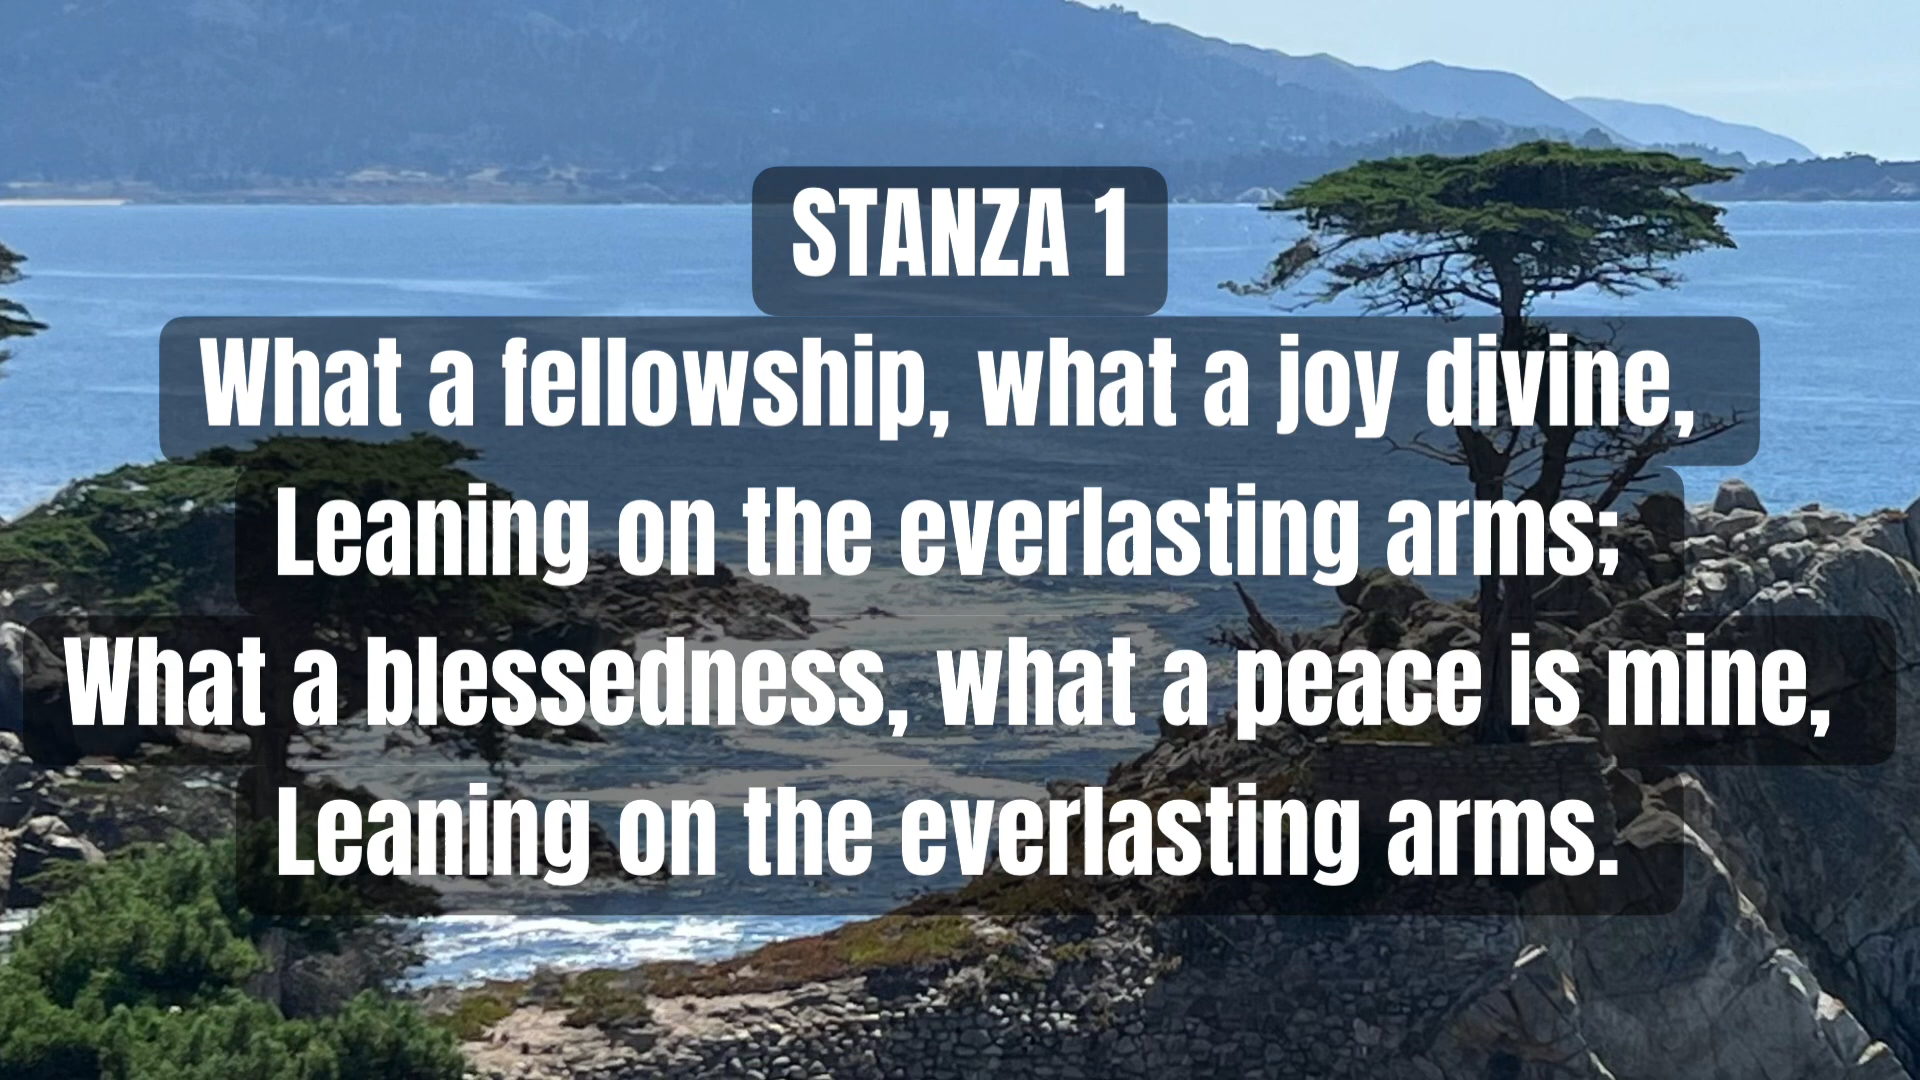 STANZA 1
What a fellowship, what a joy divine,
Leaning on the everlasting arms;
What a blessedness, what a peace is mine,
Leaning on the everlasting arms.